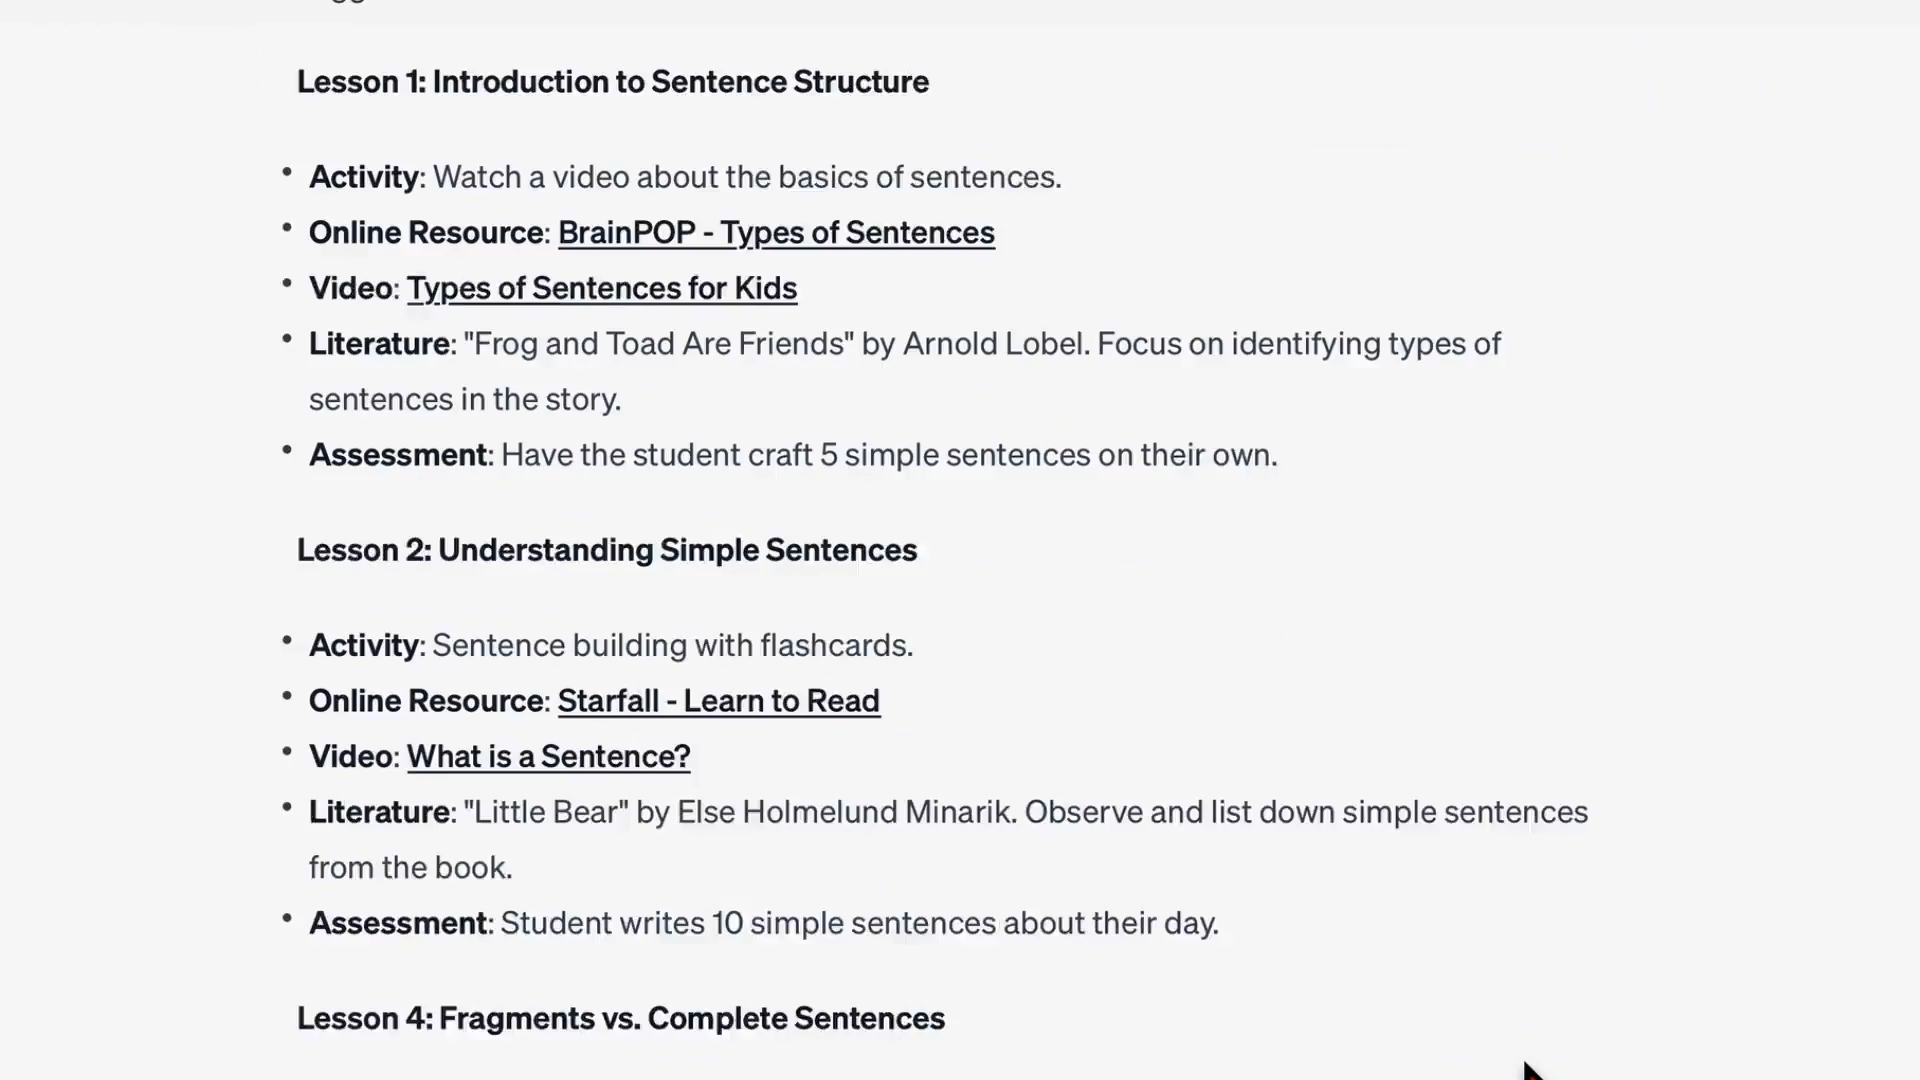 Lesson 1: Introduction to Sentence Structure
• Activity: Watch a video about the basics of sentences.
• Online Resource: BrainPOP - Types of Sentences
• Video: Types of Sentences for Kids
• Literature: "Frog and Toad Are Friends" by Arnold Lobel. Focus on identifying types of
sentences in the story.
• Assessment: Have the student craft 5 simple sentences on their own.
Lesson 2: Understanding Simple Sentences
• Activity: Sentence building with flashcards.
• Online Resource: Starfall - Learn to Read
• Video: What is a Sentence?
• Literature: "Little Bear" by Else Holmelund Minarik. Observe and list down simple sentences
from the book.
• Assessment: Student writes 10 simple sentences about their day.
Lesson 4: Fragments vs. Complete Sentences